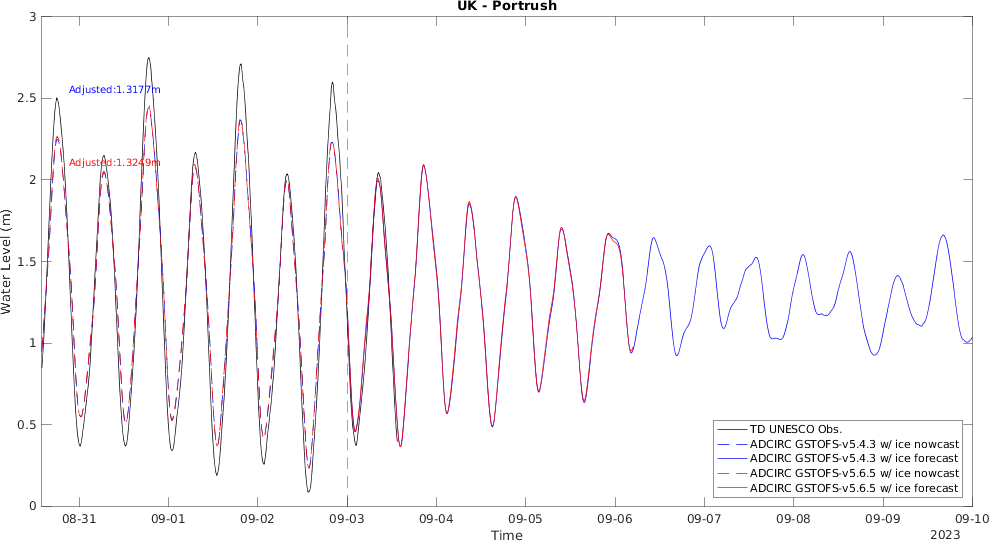 UK - Portrush
3
2.5
2
1.5
1
0.5
0
Water Level (m)
Adjusted:1.3177m
Adjusted:1.3249m
TD UNESCO Obs.
ADCIRC GSTOFS-v5.4.3 w/ ice nowcast
ADCIRC GSTOFS-v5.4.3 w/ ice forecast
ADCIRC GSTOFS-v5.6.5 w/ ice nowcast
ADCIRC GSTOFS-v5.6.5 w/ ice forecast
08-31 09-01 09-02 09-03 09-04 09-05 09-06 09-07 09-08 09-09 09-10
Time
2023